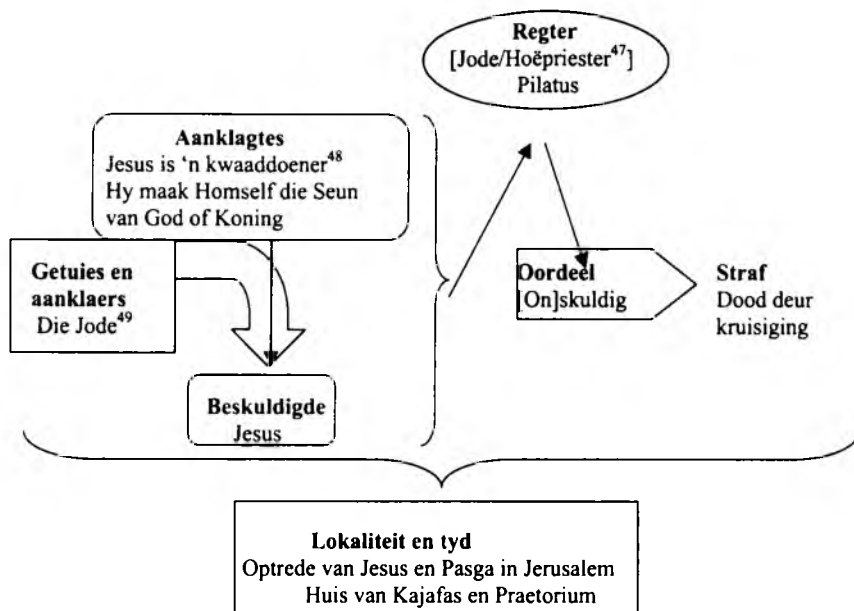 Regter
[Jode/Hoëpriester47]
Pilatus
Aanklagtes
Jesus is ‘n kwaaddoener48
Hy maak Homself die Seun
van God of Koning
Getuies en
aanklaers
Die Jode49
Beskuldigde
Jesus
Oordeel
[On]skuldig
Straf
Dood deur
kruisiging
Lokaliteit en tyd
Optrede van Jesus en Pasga in Jerusalem
Huis van Kajafas en Praetorium